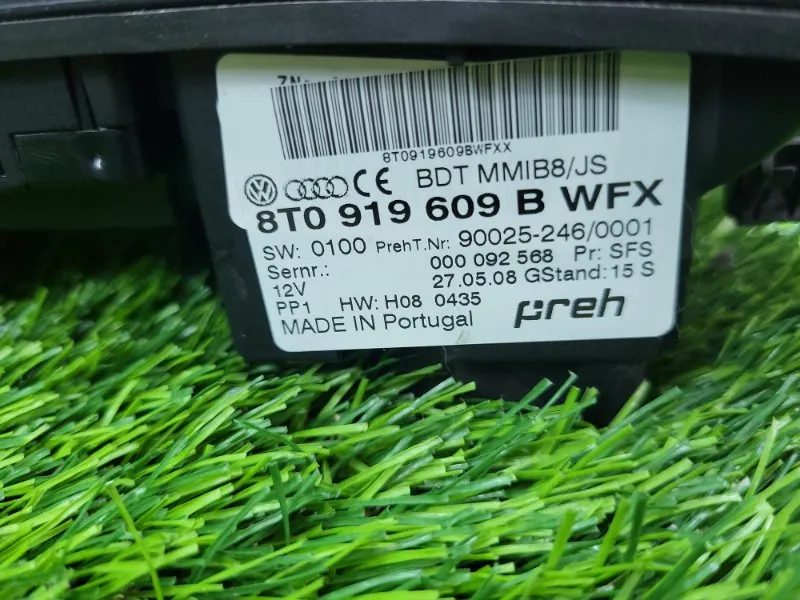 8T0919609BWFXX
CE BDT MMIB8/JS
8T0 919 609 B WFX
SW: 0100 PrehT.Nr: 90025-246/0001
Sernr.: 000 092 568 Pr: SFS
12V 27.05.08 GStand: 15 S
PP1 HW: H08 0435
MADE IN Portugal preh